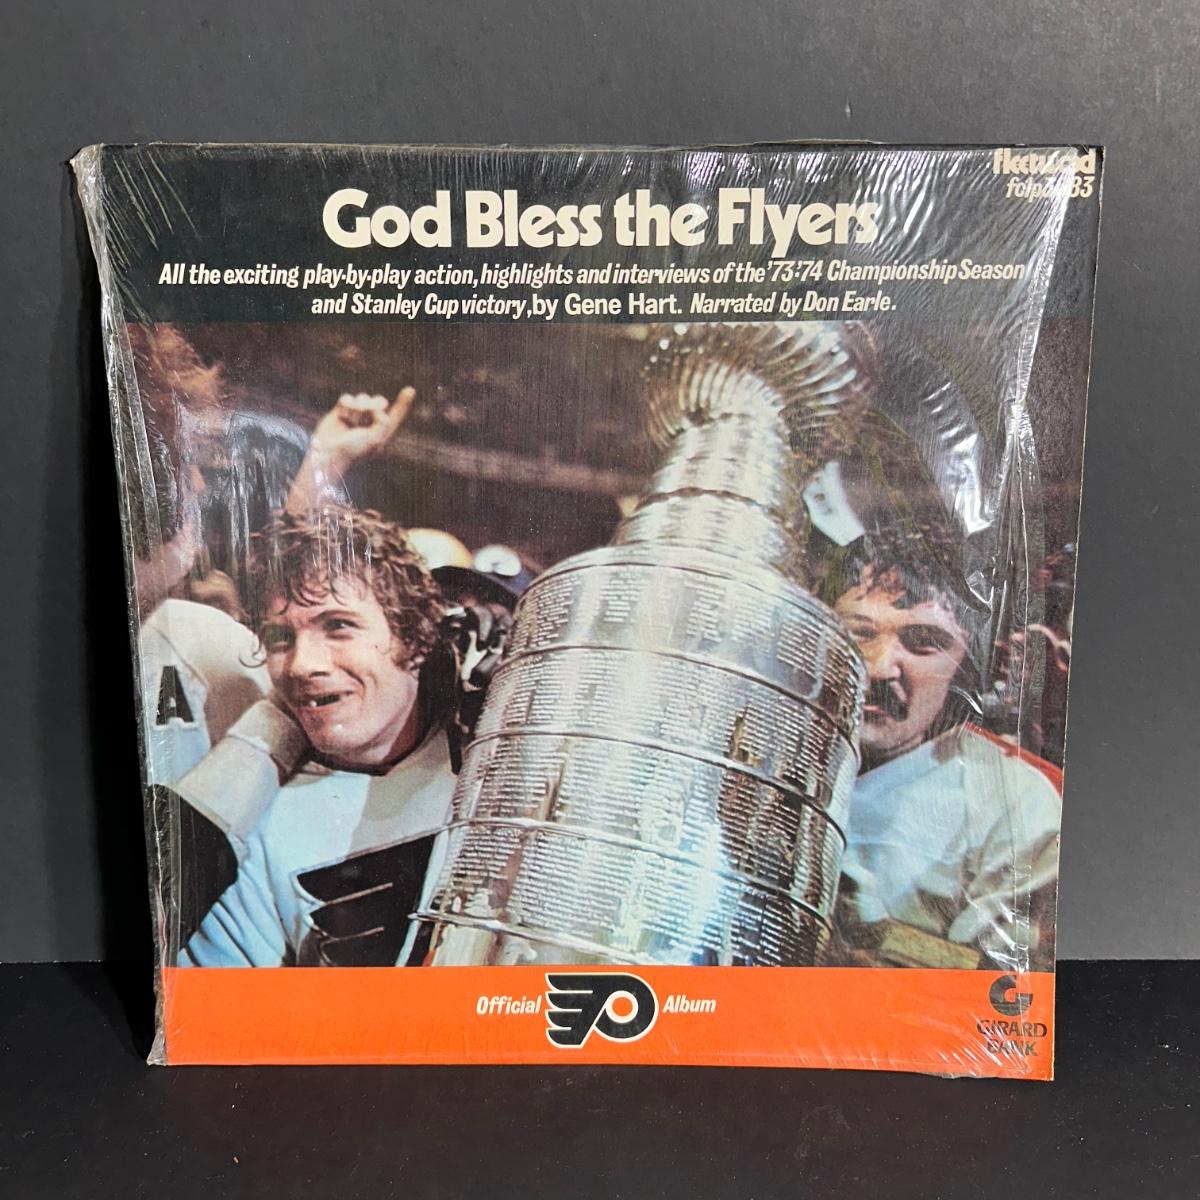 fleetwood
God Bless the Flyers
All the exciting play-by-play action, highlights and interviews of the '73-'74 Championship Season
and Stanley Cup victory, by Gene Hart. Narrated by Don Earle.
A
Official Album
GIRARD
BANK